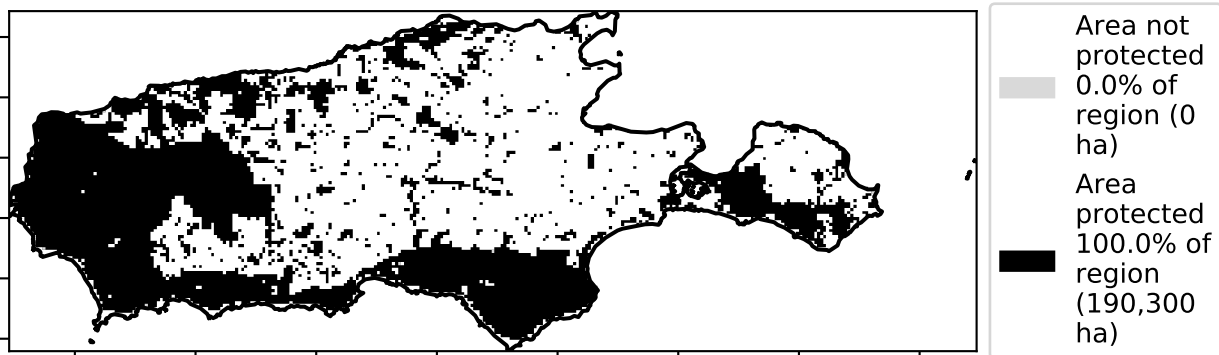 Area not
protected
0.0% of
region (0
ha)
Area
protected
100.0% of
region
(190,300
ha)